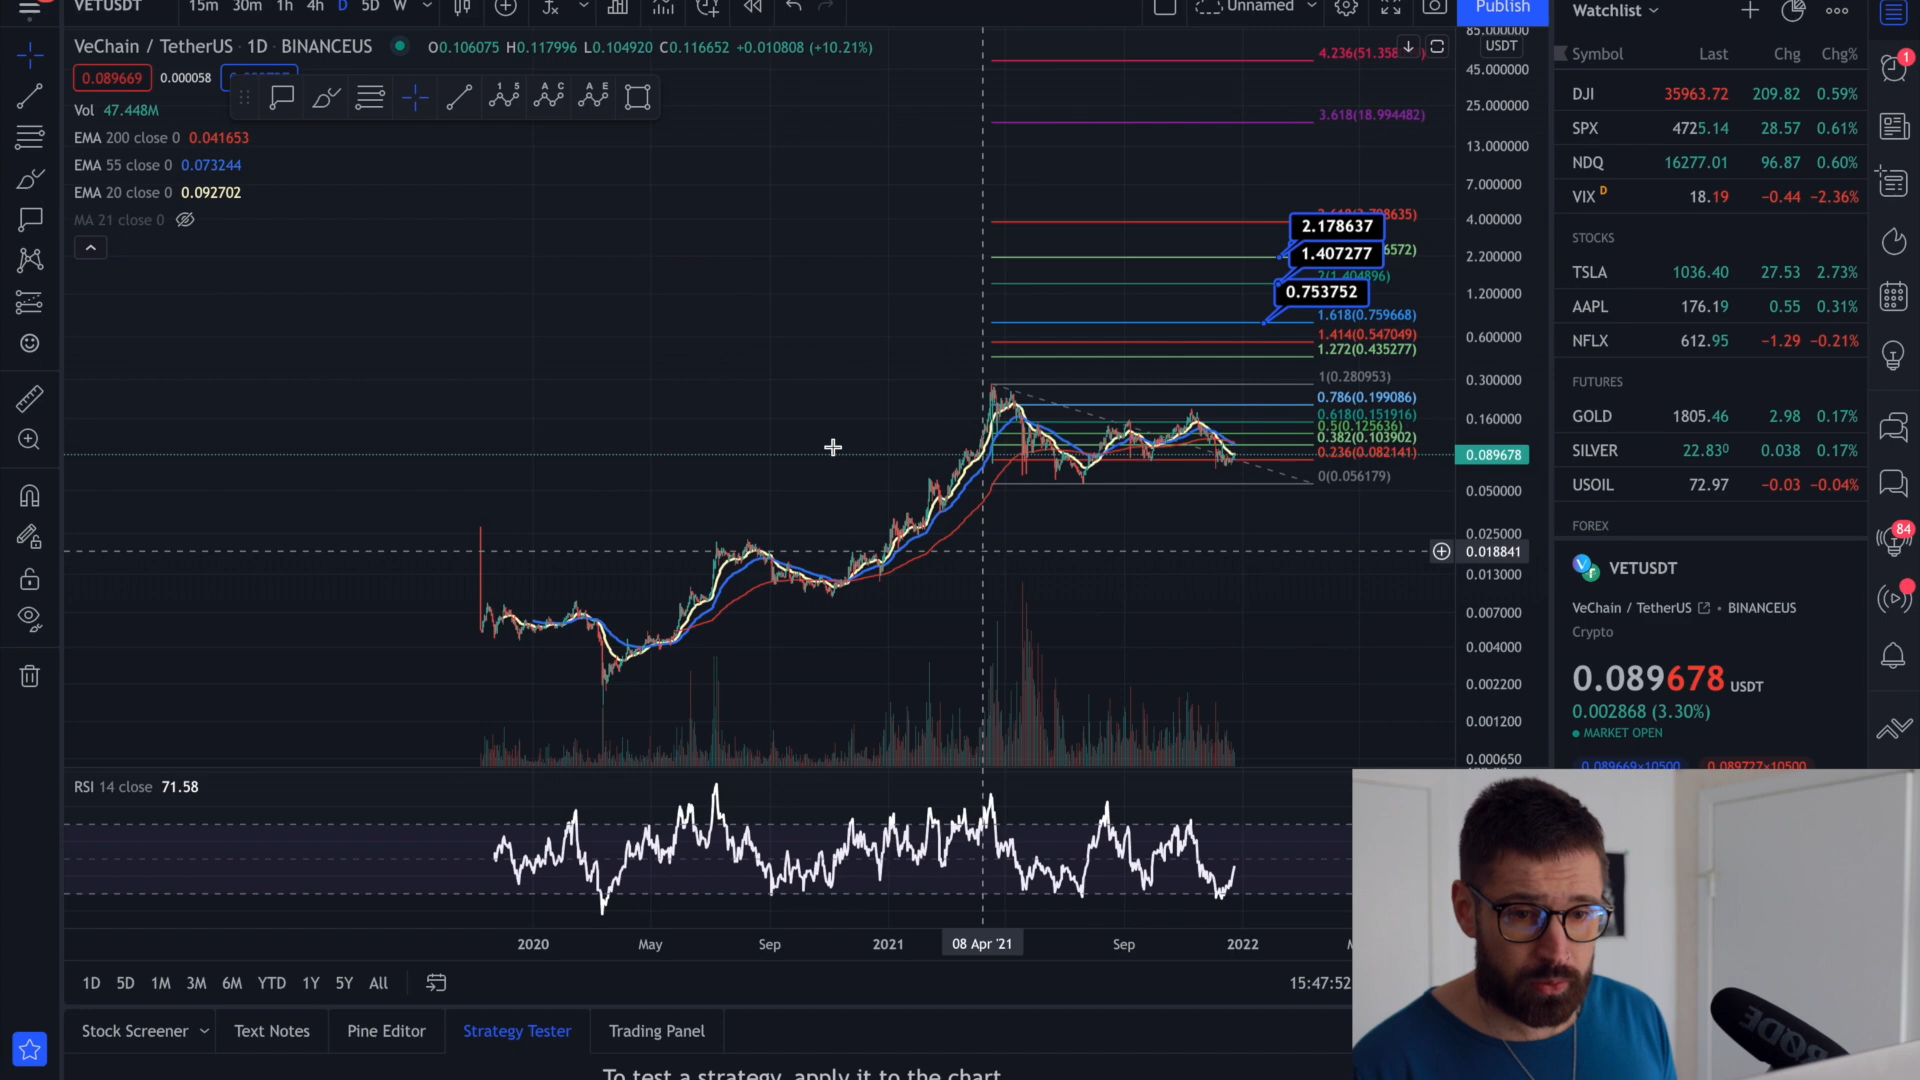 VETUSDT 15m 30m 1h 4h D 5D W Unnamed Publish
VeChain / TetherUS · 1D · BINANCEUS O0.106075 H0.117996 L0.104920 C0.116652 +0.010808 (+10.21%)
0.089669 0.000058
Vol 47.448M
EMA 200 close 0 0.041653
EMA 55 close 0 0.073244
EMA 20 close 0 0.092702
MA 21 close 0
1 5
A C
A E
3.618(18.994482)
2.178637
1.407277
0.753752
1.618(0.759668)
1.414(0.547049)
1.272(0.435277)
1(0.280953)
0.786(0.199086)
0.618(0.151916)
0.5(0.125636)
0.382(0.103902)
0.236(0.082141)
0(0.056179)
85.000000
USDT
45.000000
25.000000
13.000000
7.000000
4.000000
2.200000
1.200000
0.600000
0.300000
0.160000
0.089678
0.050000
0.025000
0.018841
0.013000
0.007000
0.004000
0.002200
0.001200
0.000650
RSI 14 close 71.58
2020 May Sep 2021 08 Apr '21 Sep 2022
1D 5D 1M 3M 6M YTD 1Y 5Y All 15:47:52
Stock Screener Text Notes Pine Editor Strategy Tester Trading Panel
To test a strategy, apply it to the chart
Watchlist
Symbol Last Chg Chg%
DJI 35963.72 209.82 0.59%
SPX 4725.14 28.57 0.61%
NDQ 16277.01 96.87 0.60%
VIX D 18.19 −0.44 −2.36%
STOCKS
TSLA 1036.40 27.53 2.73%
AAPL 176.19 0.55 0.31%
NFLX 612.95 −1.29 −0.21%
FUTURES
GOLD 1805.46 2.98 0.17%
SILVER 22.830 0.038 0.17%
USOIL 72.97 −0.03 −0.04%
FOREX
VETUSDT
VeChain / TetherUS • BINANCEUS
Crypto
0.089678 USDT
0.002868 (3.30%)
MARKET OPEN
0.089669×10500 0.089727×10500
1
84
RØDE